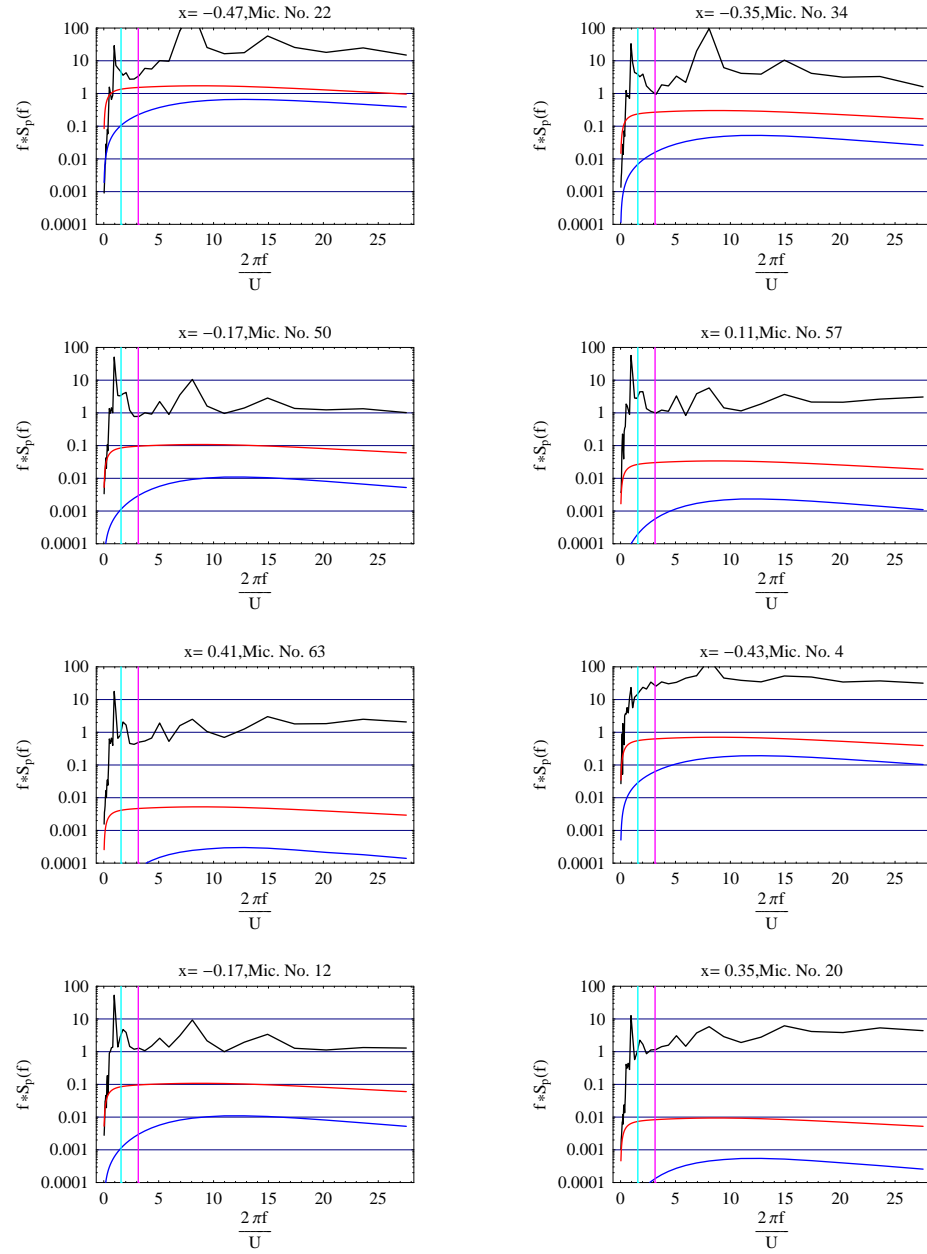 x= −0.47,Mic. No. 22
100
10
1
0.1
0.01
0.001
0.0001
f*Sp(f)
0 5 10 15 20 25
2 πf
U
x= −0.35,Mic. No. 34
100
10
1
0.1
0.01
0.001
0.0001
f*Sp(f)
0 5 10 15 20 25
2 πf
U
x= −0.17,Mic. No. 50
100
10
1
0.1
0.01
0.001
0.0001
f*Sp(f)
0 5 10 15 20 25
2 πf
U
x= 0.11,Mic. No. 57
100
10
1
0.1
0.01
0.001
0.0001
f*Sp(f)
0 5 10 15 20 25
2 πf
U
x= 0.41,Mic. No. 63
100
10
1
0.1
0.01
0.001
0.0001
f*Sp(f)
0 5 10 15 20 25
2 πf
U
x= −0.43,Mic. No. 4
100
10
1
0.1
0.01
0.001
0.0001
f*Sp(f)
0 5 10 15 20 25
2 πf
U
x= −0.17,Mic. No. 12
100
10
1
0.1
0.01
0.001
0.0001
f*Sp(f)
0 5 10 15 20 25
2 πf
U
x= 0.35,Mic. No. 20
100
10
1
0.1
0.01
0.001
0.0001
f*Sp(f)
0 5 10 15 20 25
2 πf
U